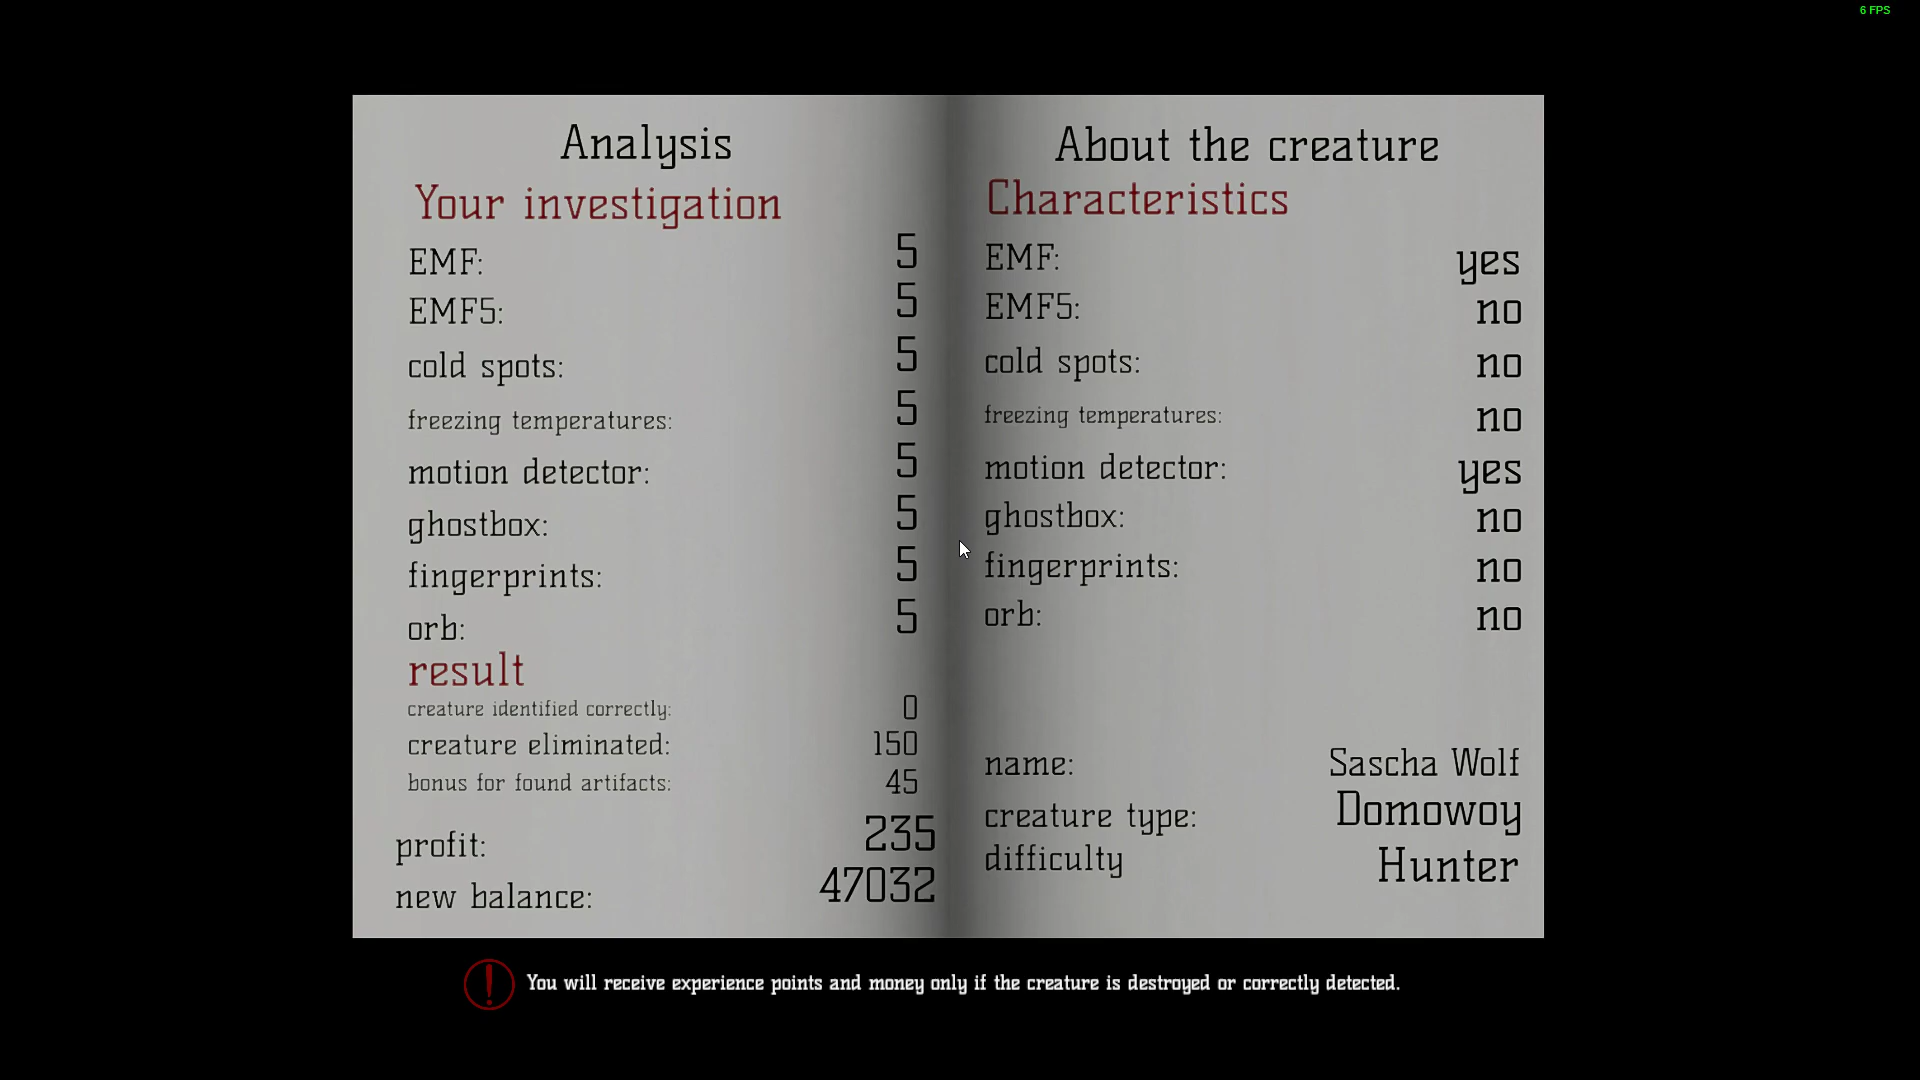 6 FPS
Analysis
Your investigation
EMF: 5
EMF5: 5
cold spots: 5
freezing temperatures: 5
motion detector: 5
ghostbox: 5
fingerprints: 5
orb: 5
result
creature identified correctly: 0
creature eliminated: 150
bonus for found artifacts: 45
profit: 235
new balance: 47032
About the creature
Characteristics
EMF: yes
EMF5: no
cold spots: no
freezing temperatures: no
motion detector: yes
ghostbox: no
fingerprints: no
orb: no
name: Sascha Wolf
creature type: Domowoy
difficulty Hunter
You will receive experience points and money only if the creature is destroyed or correctly detected.